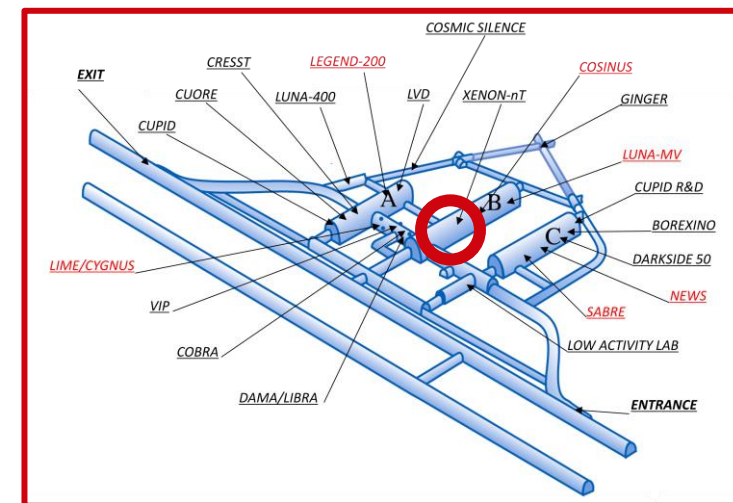 COSMIC SILENCE
CRESST
LEGEND-200
COSINUS
EXIT
CUORE
LUNA-400
LVD
XENON-nT
GINGER
CUPID
LUNA-MV
A
B
CUPID R&D
BOREXINO
C
DARKSIDE 50
LIME/CYGNUS
NEWS
VIP
SABRE
COBRA
LOW ACTIVITY LAB
DAMA/LIBRA
ENTRANCE